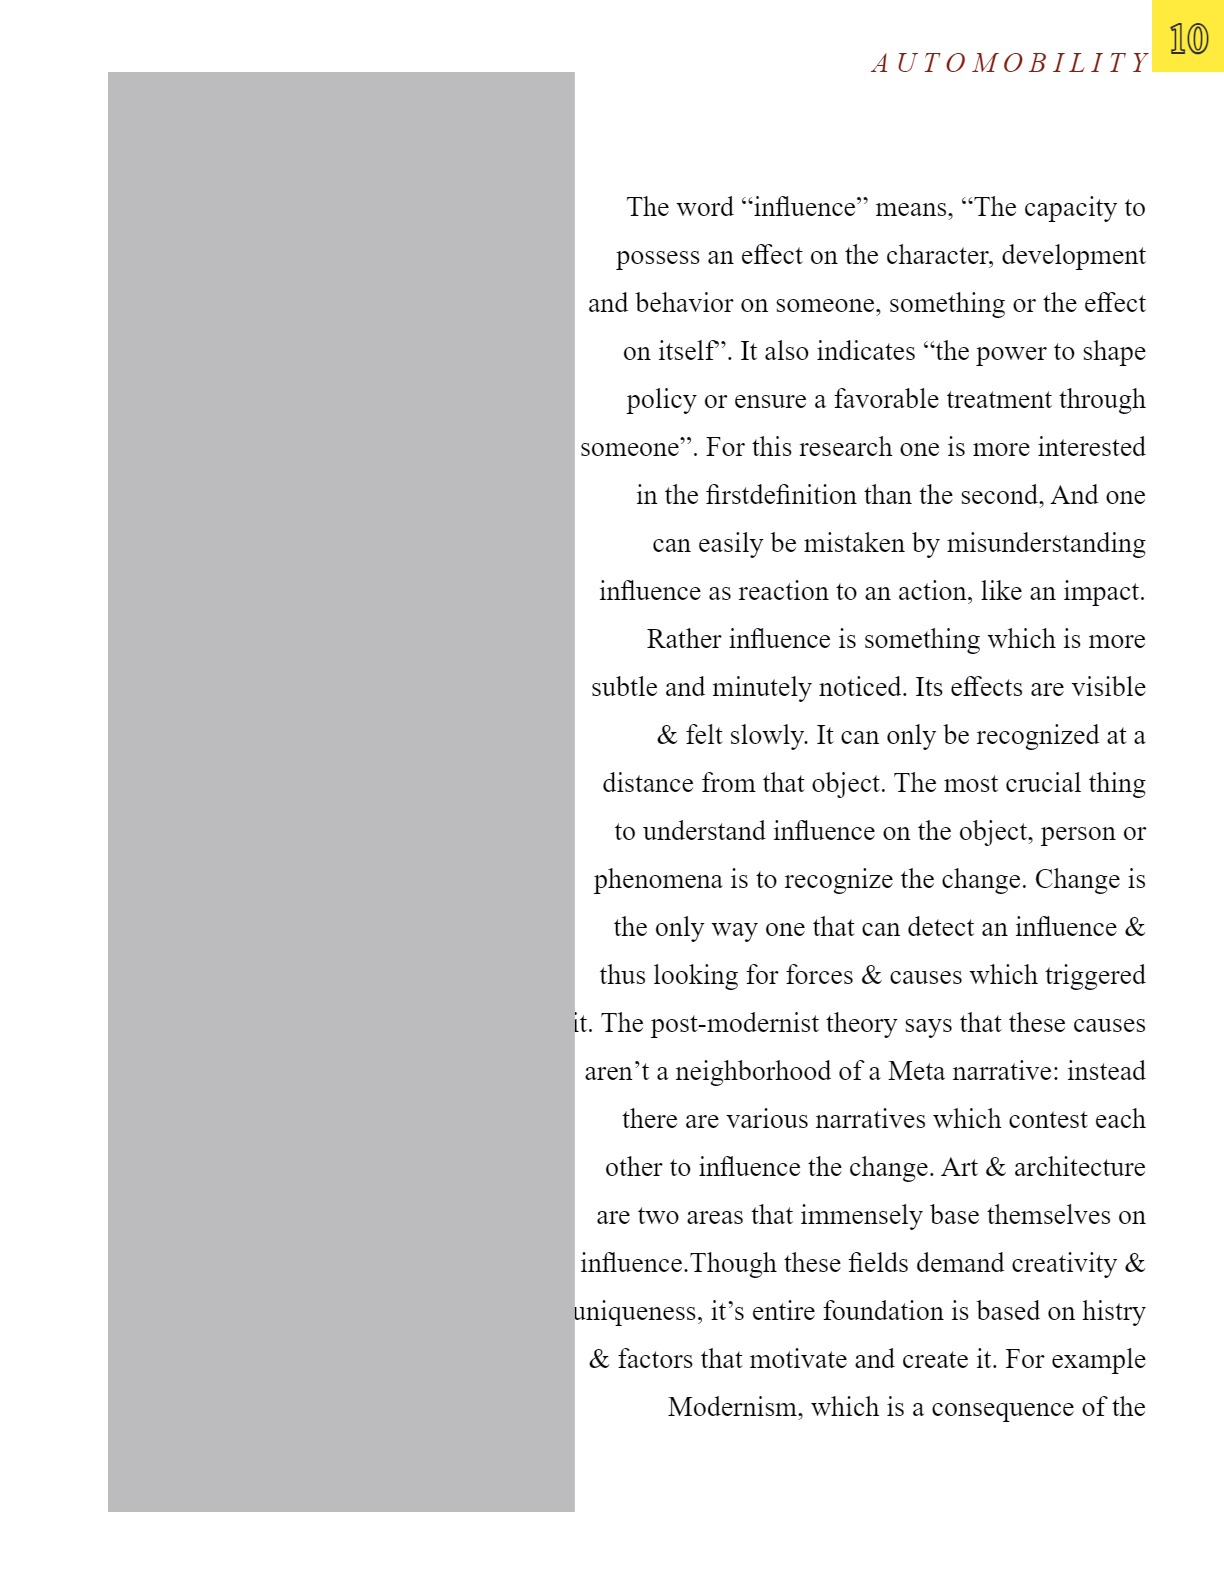 10
AUTOMOBILITY
The word “influence” means, “The capacity to
possess an effect on the character, development
and behavior on someone, something or the effect
on itself”. It also indicates “the power to shape
policy or ensure a favorable treatment through
someone”. For this research one is more interested
in the firstdefinition than the second, And one
can easily be mistaken by misunderstanding
influence as reaction to an action, like an impact.
Rather influence is something which is more
subtle and minutely noticed. Its effects are visible
& felt slowly. It can only be recognized at a
distance from that object. The most crucial thing
to understand influence on the object, person or
phenomena is to recognize the change. Change is
the only way one that can detect an influence &
thus looking for forces & causes which triggered
it. The post-modernist theory says that these causes
aren’t a neighborhood of a Meta narrative: instead
there are various narratives which contest each
other to influence the change. Art & architecture
are two areas that immensely base themselves on
influence.Though these fields demand creativity &
uniqueness, it’s entire foundation is based on histry
& factors that motivate and create it. For example
Modernism, which is a consequence of the